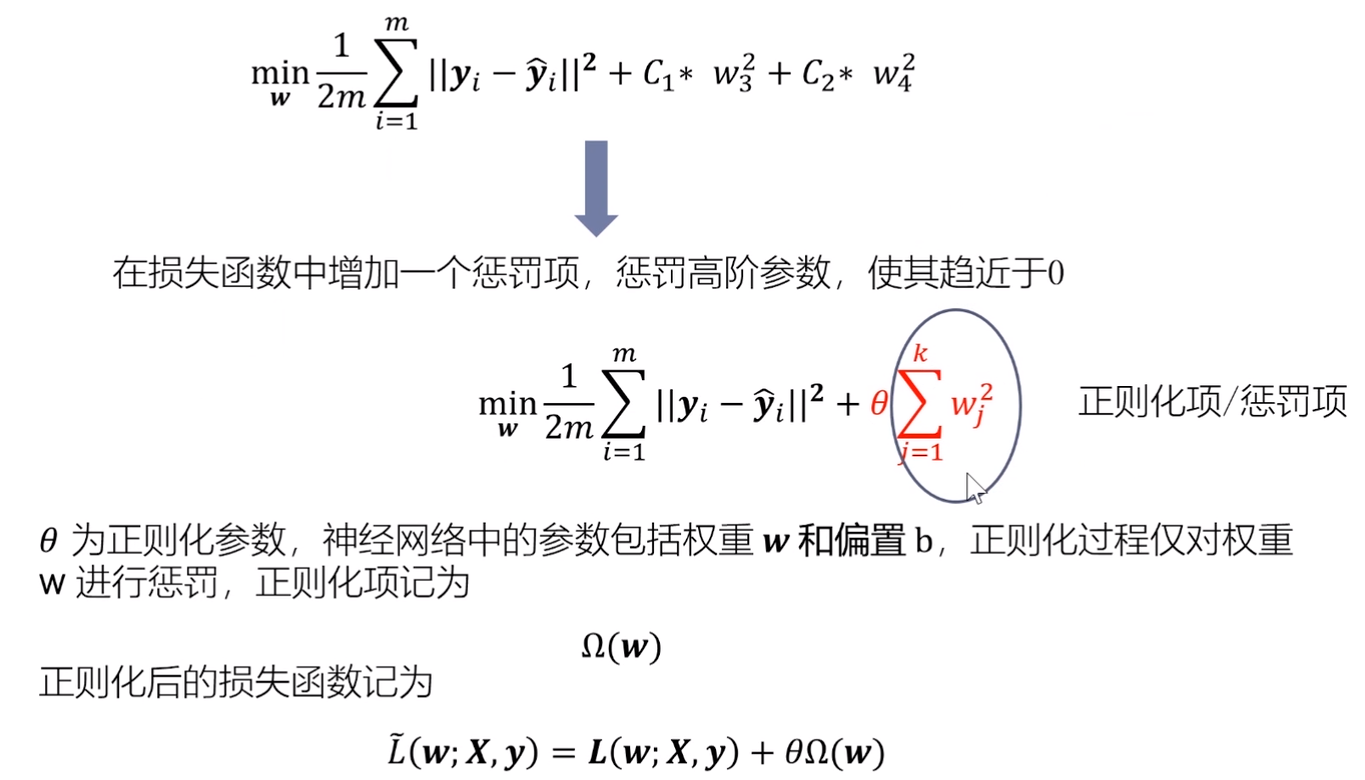 $\min_{\boldsymbol{w}} \frac{1}{2m} \sum_{i=1}^{m} ||\boldsymbol{y}_i - \hat{\boldsymbol{y}}_i||^{\mathbf{2}} + C_1 * w_3^2 + C_2 * w_4^2$
在损失函数中增加一个惩罚项，惩罚高阶参数，使其趋近于0
$\min_{\boldsymbol{w}} \frac{1}{2m} \sum_{i=1}^{m} ||\boldsymbol{y}_i - \hat{\boldsymbol{y}}_i||^{\mathbf{2}} + \theta \sum_{j=1}^{k} w_j^2$ 正则化项/惩罚项
θ 为正则化参数，神经网络中的参数包括权重 w 和偏置 b，正则化过程仅对权重
w 进行惩罚，正则化项记为
Ω(w)
正则化后的损失函数记为
$\tilde{L}(\boldsymbol{w}; \boldsymbol{X}, \boldsymbol{y}) = \boldsymbol{L}(\boldsymbol{w}; \boldsymbol{X}, \boldsymbol{y}) + \theta\Omega(\boldsymbol{w})$